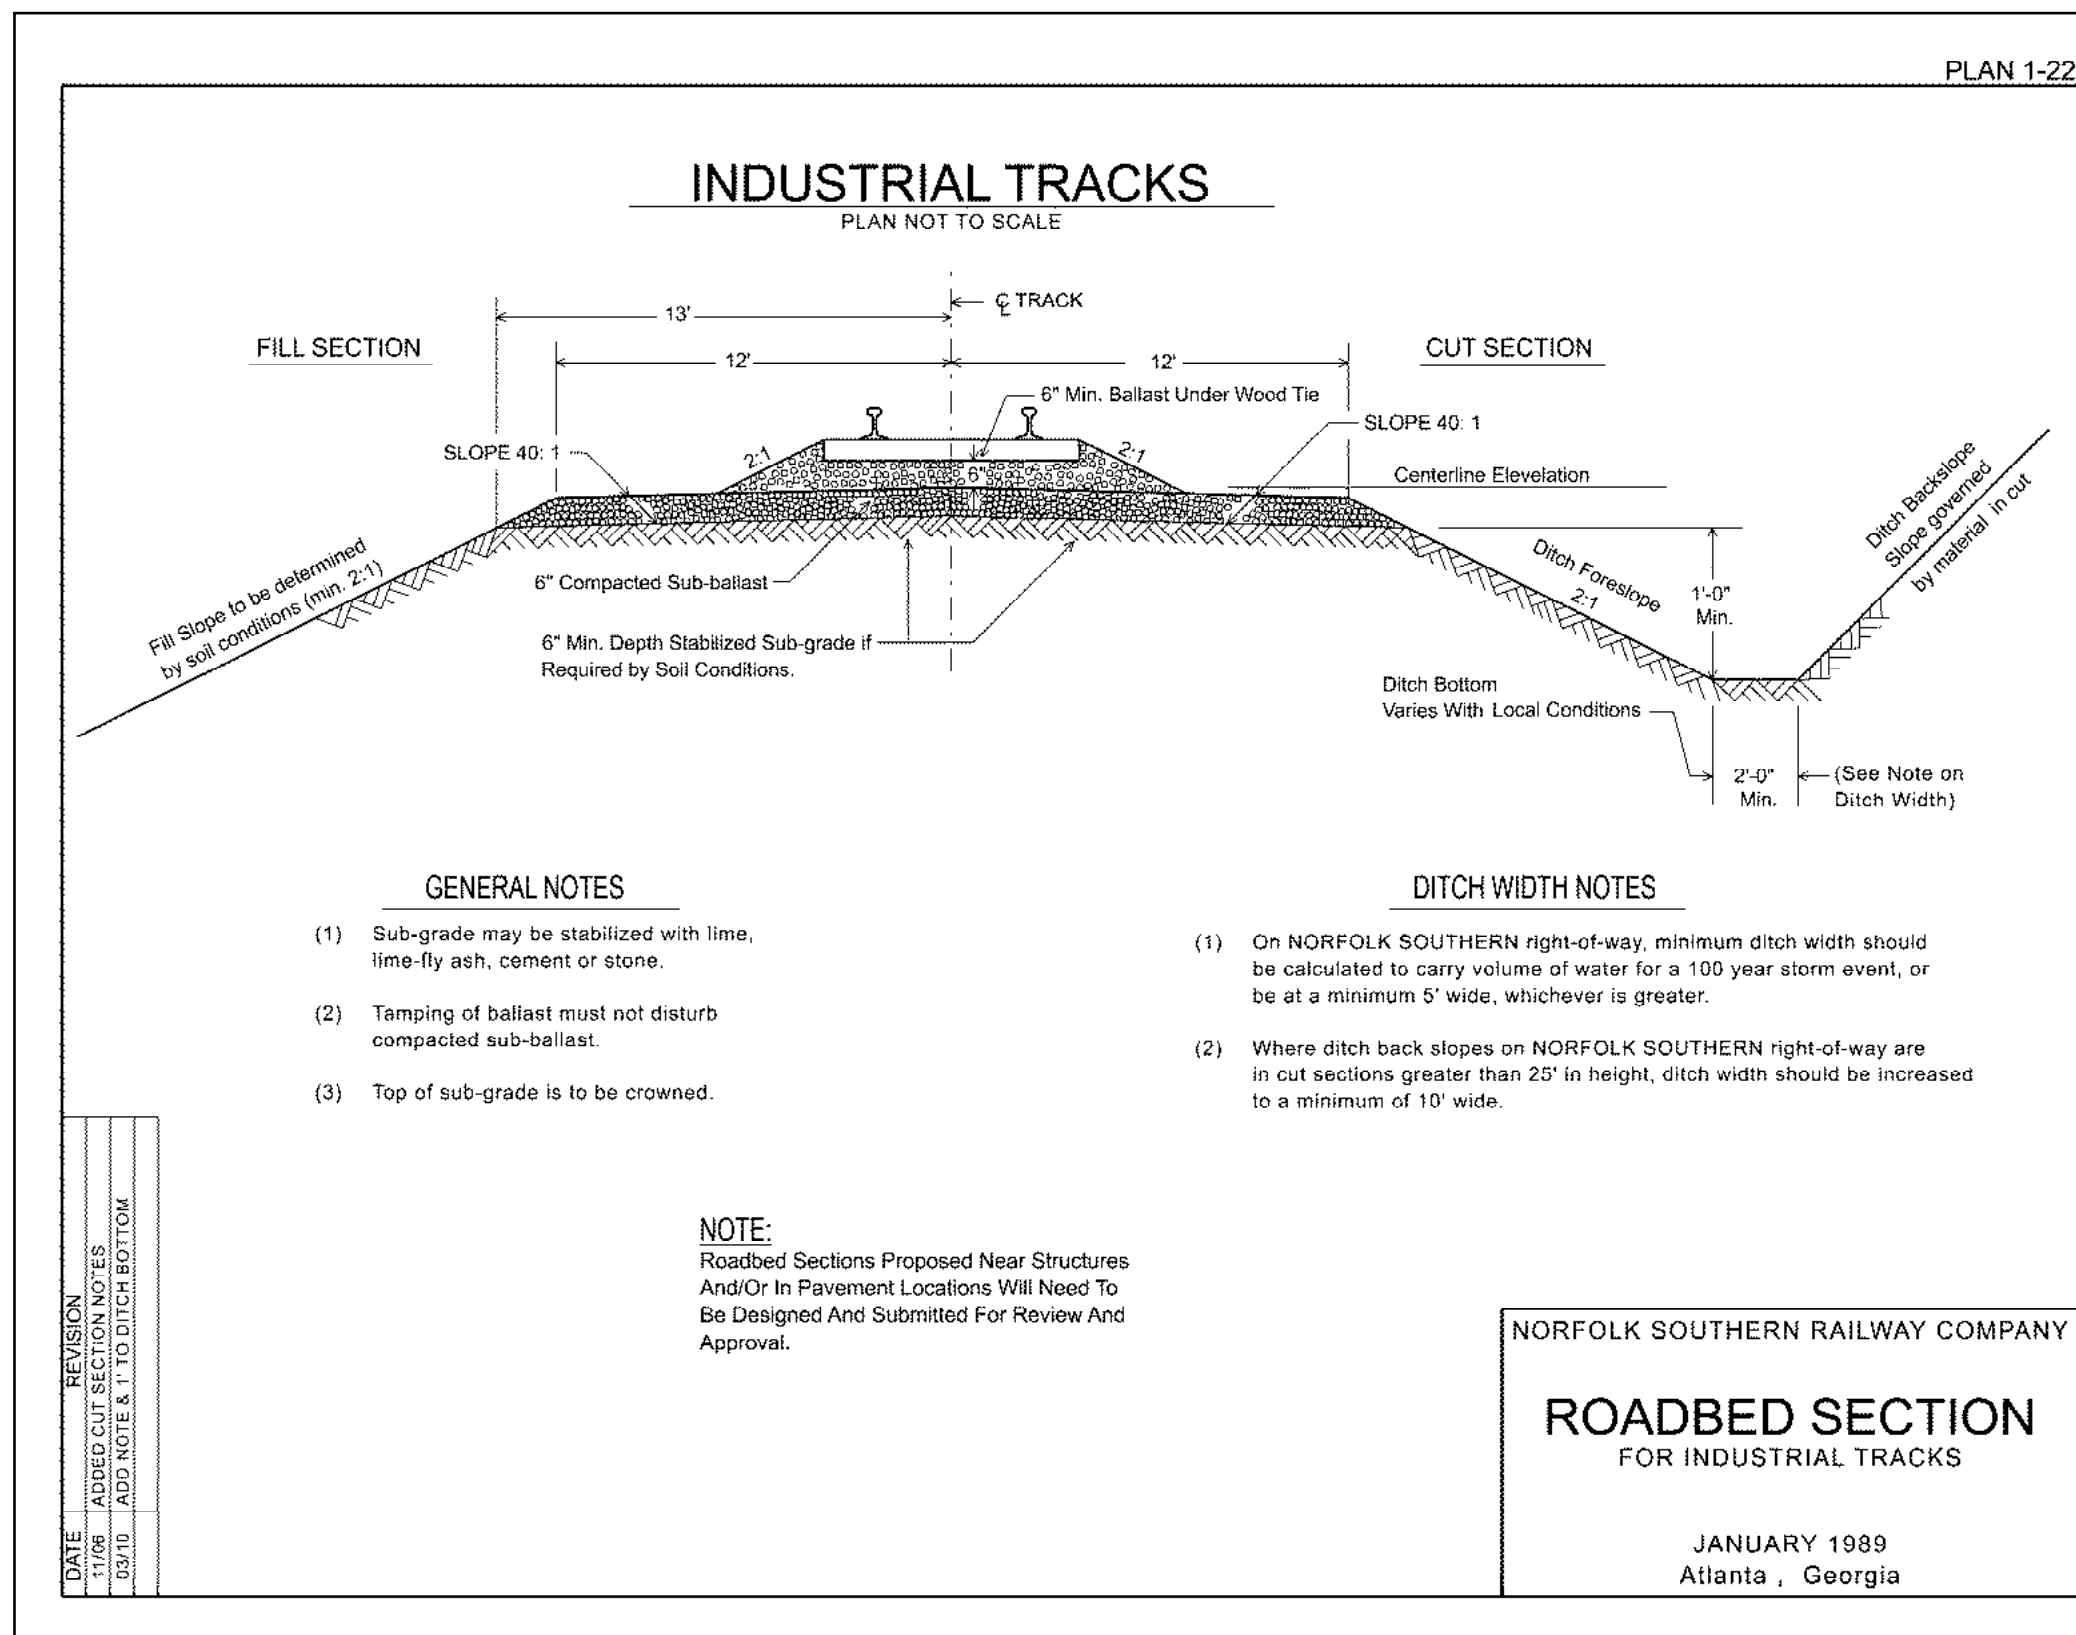 PLAN 1-22
INDUSTRIAL TRACKS
PLAN NOT TO SCALE
℄ TRACK
13'
FILL SECTION
CUT SECTION
12'
12'
6" Min. Ballast Under Wood Tie
SLOPE 40: 1
SLOPE 40: 1
2:1
2:1
6"
Centerline Elevelation
Ditch Backslope
Slope governed
by material in cut
Fill Slope to be determined
by soil conditions (min. 2:1)
6" Compacted Sub-ballast
Ditch Foreslope
2:1
1'-0"
Min.
6" Min. Depth Stabilized Sub-grade if
Required by Soil Conditions.
Ditch Bottom
Varies With Local Conditions
2'-0"
Min.
(See Note on
Ditch Width)
GENERAL NOTES
(1) Sub-grade may be stabilized with lime,
lime-fly ash, cement or stone.
(2) Tamping of ballast must not disturb
compacted sub-ballast.
(3) Top of sub-grade is to be crowned.
DITCH WIDTH NOTES
(1) On NORFOLK SOUTHERN right-of-way, minimum ditch width should
be calculated to carry volume of water for a 100 year storm event, or
be at a minimum 5' wide, whichever is greater.
(2) Where ditch back slopes on NORFOLK SOUTHERN right-of-way are
in cut sections greater than 25' in height, ditch width should be increased
to a minimum of 10' wide.
NOTE:
Roadbed Sections Proposed Near Structures
And/Or In Pavement Locations Will Need To
Be Designed And Submitted For Review And
Approval.
DATE REVISION
11/06 ADDED CUT SECTION NOTES
03/10 ADD NOTE & 1' TO DITCH BOTTOM
NORFOLK SOUTHERN RAILWAY COMPANY
ROADBED SECTION
FOR INDUSTRIAL TRACKS
JANUARY 1989
Atlanta , Georgia